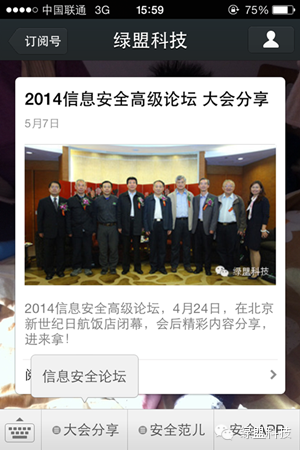 中国联通 3G 15:59 75%
订阅号 绿盟科技
2014信息安全高级论坛 大会分享
5月7日
绿盟科技
2014信息安全高级论坛，4月24日，在北京
新世纪日航饭店闭幕，会后精彩内容分享，
进来拿！
阅
信息安全论坛
大会分享 安全范儿 安全APP
绿盟科技